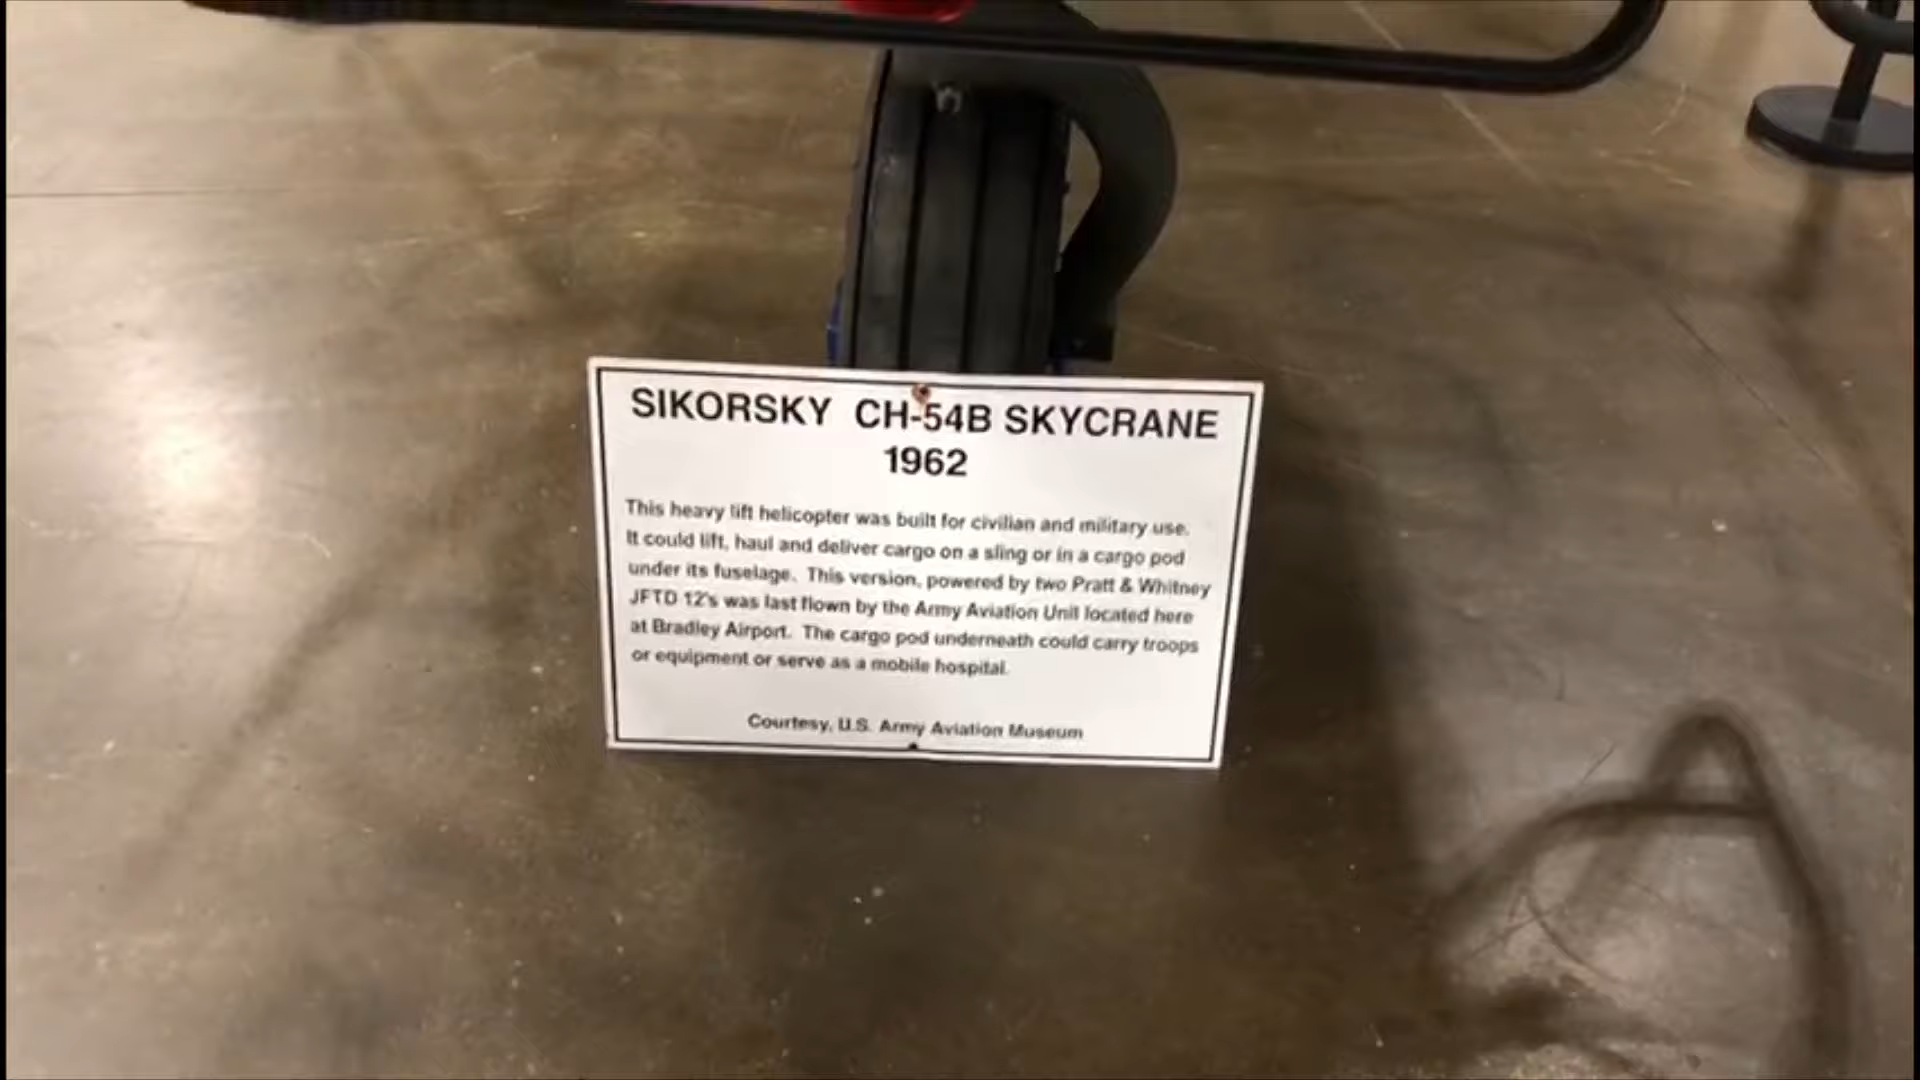 SIKORSKY CH-54B SKYCRANE
1962
This heavy lift helicopter was built for civilian and military use.
It could lift, haul and deliver cargo on a sling or in a cargo pod
under its fuselage. This version, powered by two Pratt & Whitney
JFTD 12's was last flown by the Army Aviation Unit located here
at Bradley Airport. The cargo pod underneath could carry troops
or equipment or serve as a mobile hospital.
Courtesy, U.S. Army Aviation Museum